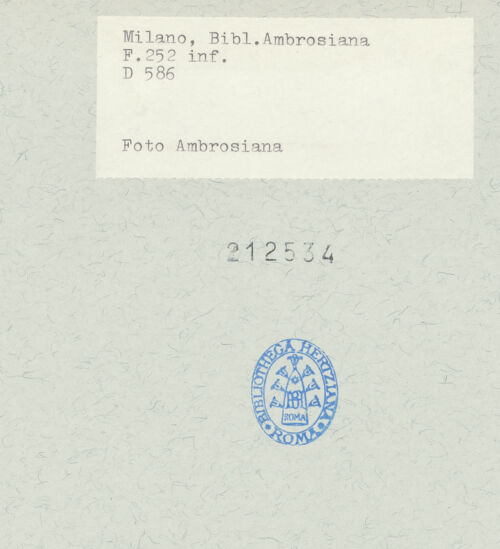 Milano, Bibl.Ambrosiana
F.252 inf.
D 586
Foto Ambrosiana
212534
BIBLIOTHECA HERTZIANA
ROMA
ROMA